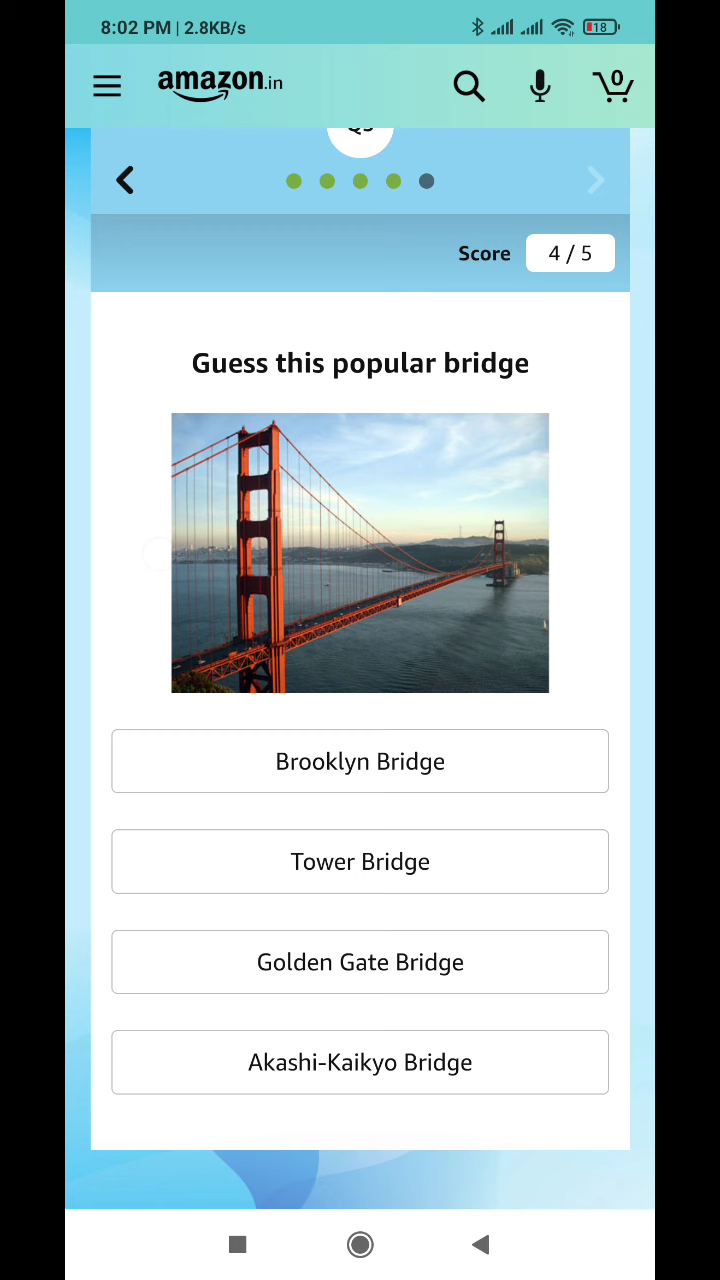 8:02 PM | 2.8KB/s
18
amazon.in
0
Score
4 / 5
Guess this popular bridge
Brooklyn Bridge
Tower Bridge
Golden Gate Bridge
Akashi-Kaikyo Bridge